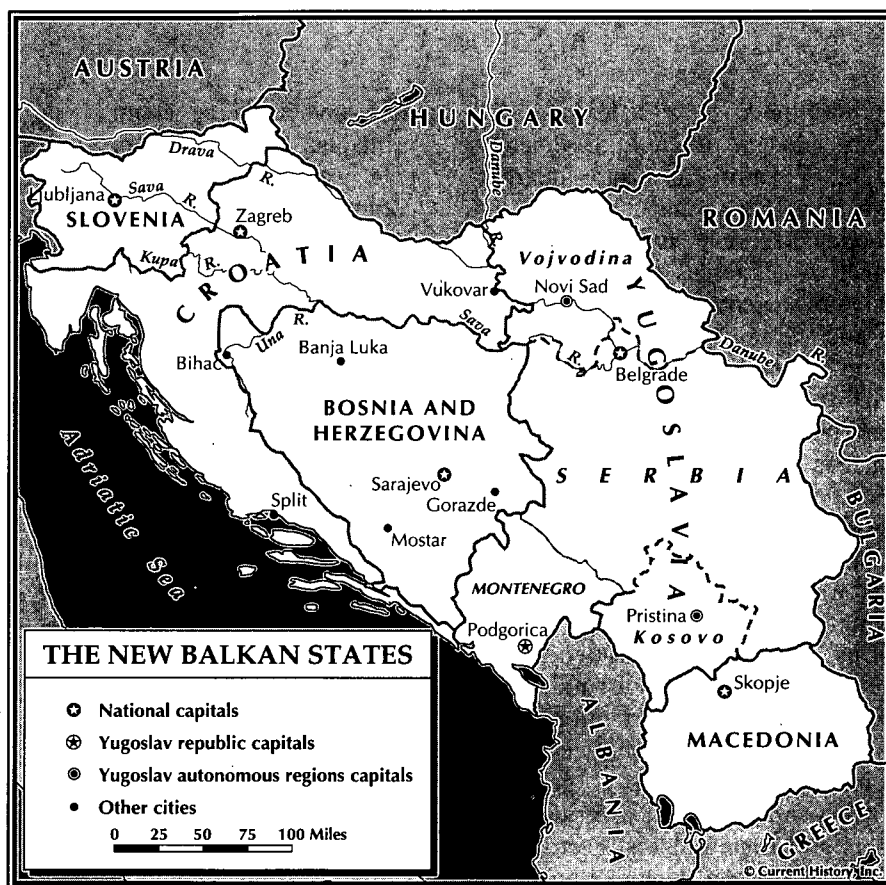 AUSTRIA
HUNGARY
Drava
R.
Danube
R.
Ljubljana
Sava
R.
SLOVENIA
Zagreb
ROMANIA
Kupa
R.
CROATIA
Vojvodina
Vukovar
Novi Sad
YUGOSLAVIA
Una
R.
Sava
R.
Bihać
Banja Luka
Belgrade
Danube
R.
BOSNIA AND
HERZEGOVINA
SERBIA
Adriatic Sea
Sarajevo
Gorazde
Split
Mostar
BULGARIA
MONTENEGRO
Pristina
Kosovo
Podgorica
THE NEW BALKAN STATES
National capitals
Yugoslav republic capitals
Yugoslav autonomous regions capitals
Other cities
0 25 50 75 100 Miles
ALBANIA
Skopje
MACEDONIA
GREECE
© Current History, Inc.